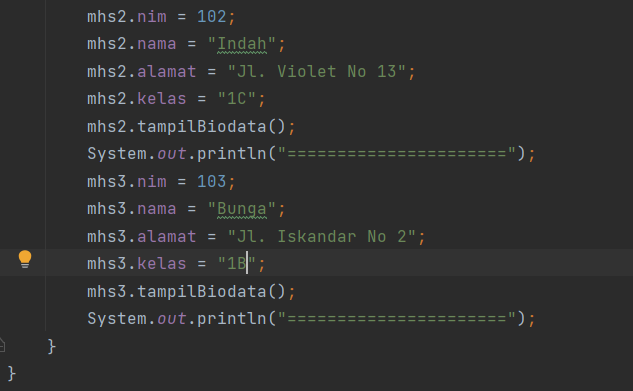 mhs2.nim = 102;
mhs2.nama = "Indah";
mhs2.alamat = "Jl. Violet No 13";
mhs2.kelas = "1C";
mhs2.tampilBiodata();
System.out.println("======================");
mhs3.nim = 103;
mhs3.nama = "Bunga";
mhs3.alamat = "Jl. Iskandar No 2";
mhs3.kelas = "1B";
mhs3.tampilBiodata();
System.out.println("======================");
}
}